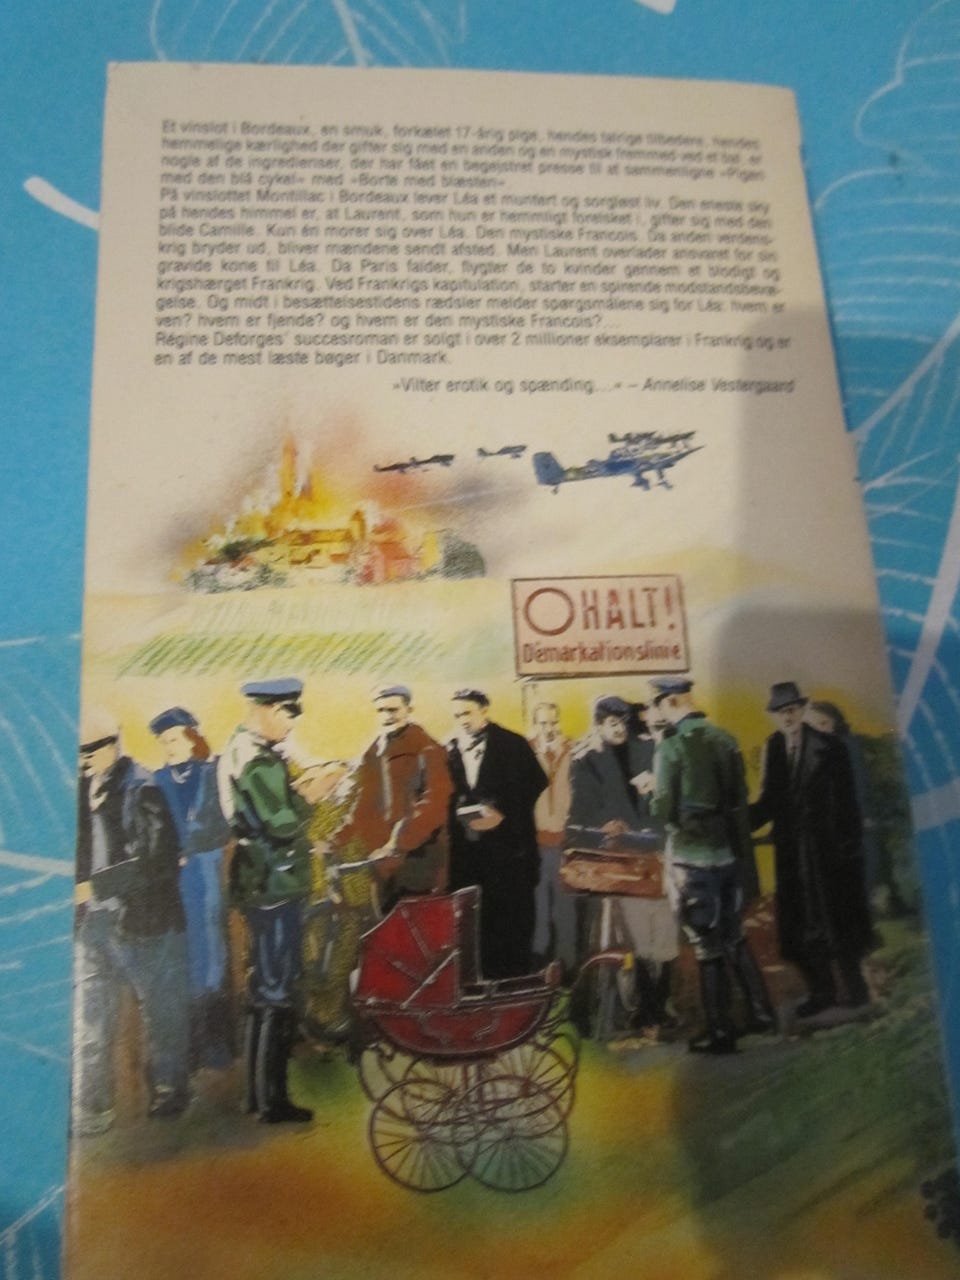 Et vinslot i Bordeaux, en smuk, forkælet 17-årig pige, hendes talrige tilbedere, hendes
hemmelige kærlighed der gifter sig med en anden og en mystisk fremmed ved et bal, er
nogle af de ingredienser, der har fået en begejstret presse til at sammenligne »Pigen
med den blå cykel« med »Borte med blæsten«.
På vinslottet Montillac i Bordeaux lever Léa et muntert og sorgløst liv. Den eneste sky
på hendes himmel er, at Laurent, som hun er hemmligt forelsket i, gifter sig med den
blide Camille. Kun én morer sig over Léa. Den mystiske Francois. Da anden verdens-
krig bryder ud, bliver mændene sendt afsted. Men Laurent overlader ansvaret for sin
gravide kone til Léa. Da Paris falder, flygter de to kvinder gennem et blodigt og
krigshærget Frankrig. Ved Frankrigs kapitulation, starter en spirende modstandsbevæ-
gelse. Og midt i besættelsestidens rædsler melder spørgsmålene sig for Léa: hvem er
ven? hvem er fjende? og hvem er den mystiske Francois?...
Régine Deforges' succesroman er solgt i over 2 millioner eksemplarer i Frankrig og er
en af de mest læste bøger i Danmark.
»Vilter erotik og spænding...« – Annelise Vestergaard
HALT!
Démarkationslinie